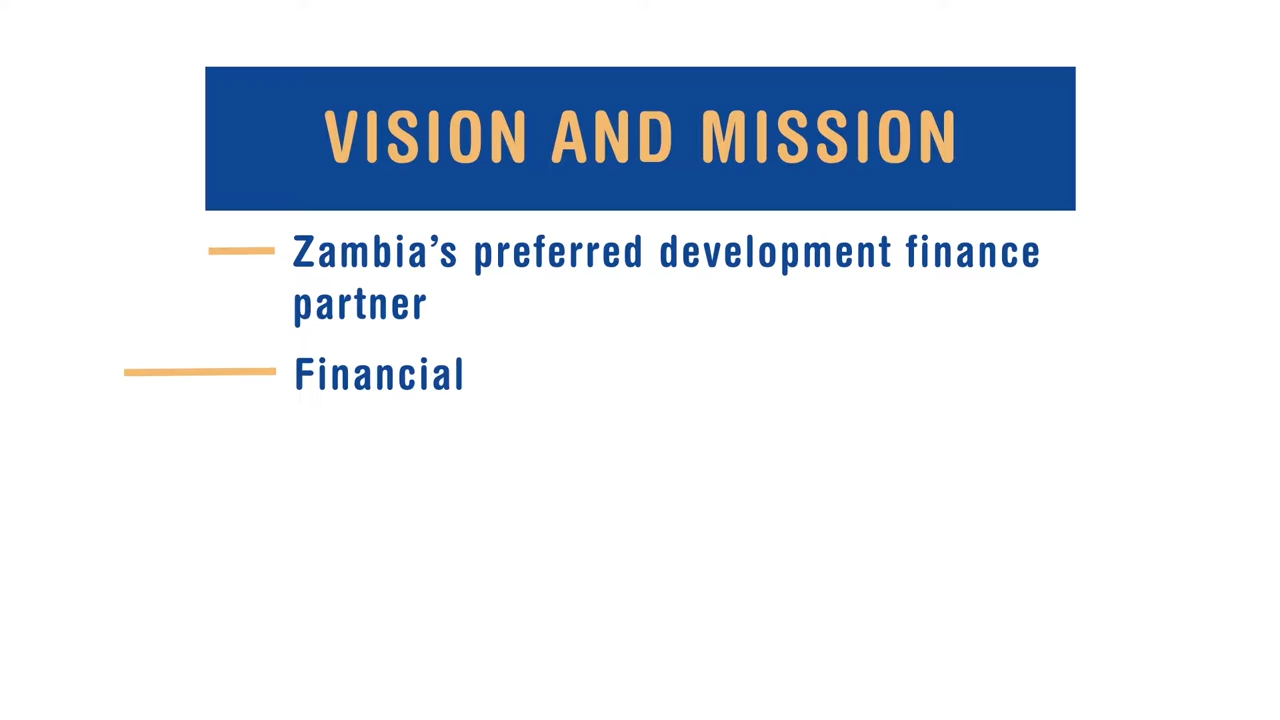 VISION AND MISSION
Zambia’s preferred development finance
partner
Financial